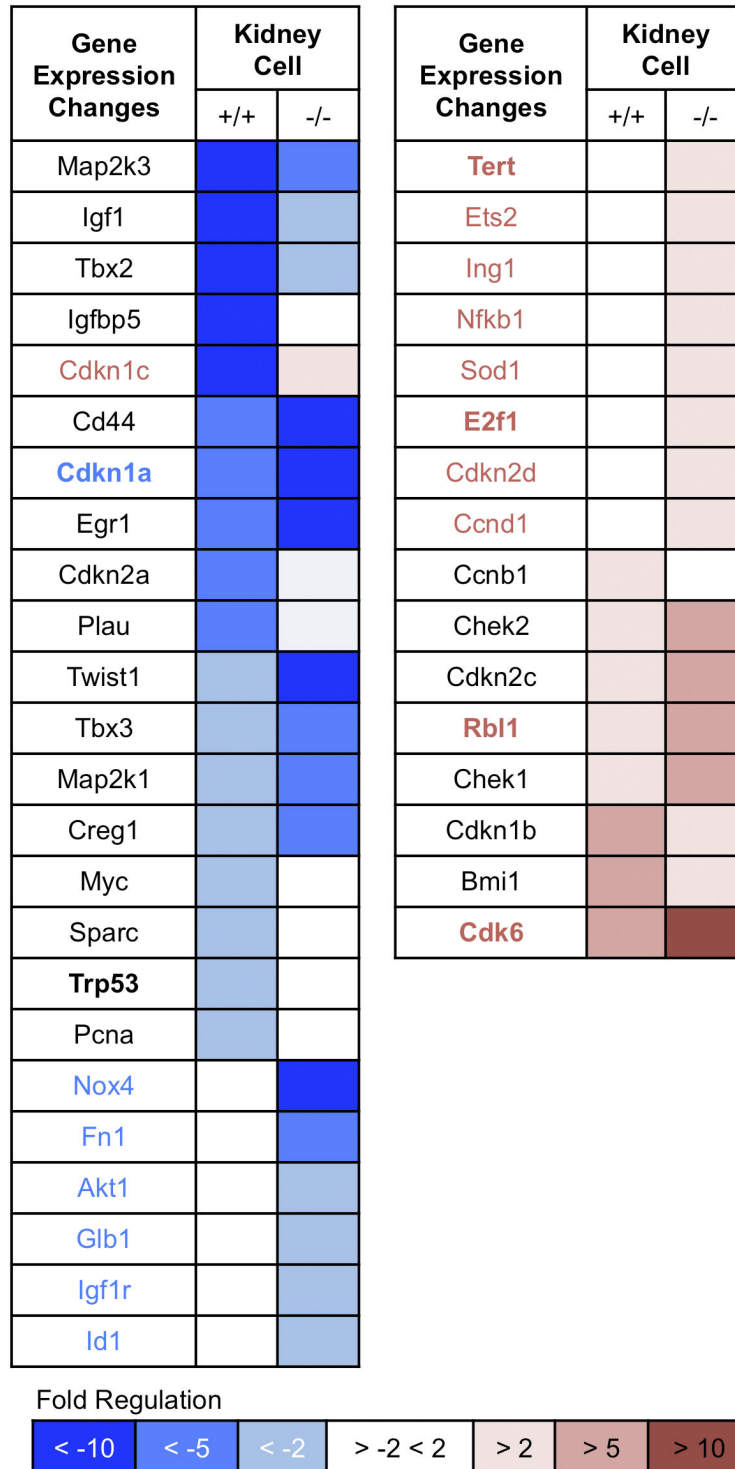 Gene
Expression
Changes
Kidney
Cell
+/+ -/-
Map2k3
Igf1
Tbx2
Igfbp5
Cdkn1c
Cd44
Cdkn1a
Egr1
Cdkn2a
Plau
Twist1
Tbx3
Map2k1
Creg1
Myc
Sparc
Trp53
Pcna
Nox4
Fn1
Akt1
Glb1
Igf1r
Id1
Gene
Expression
Changes
Kidney
Cell
+/+ -/-
Tert
Ets2
Ing1
Nfkb1
Sod1
E2f1
Cdkn2d
Ccnd1
Ccnb1
Chek2
Cdkn2c
Rbl1
Chek1
Cdkn1b
Bmi1
Cdk6
Fold Regulation
< -10 < -5 < -2 > -2 < 2 > 2 > 5 > 10